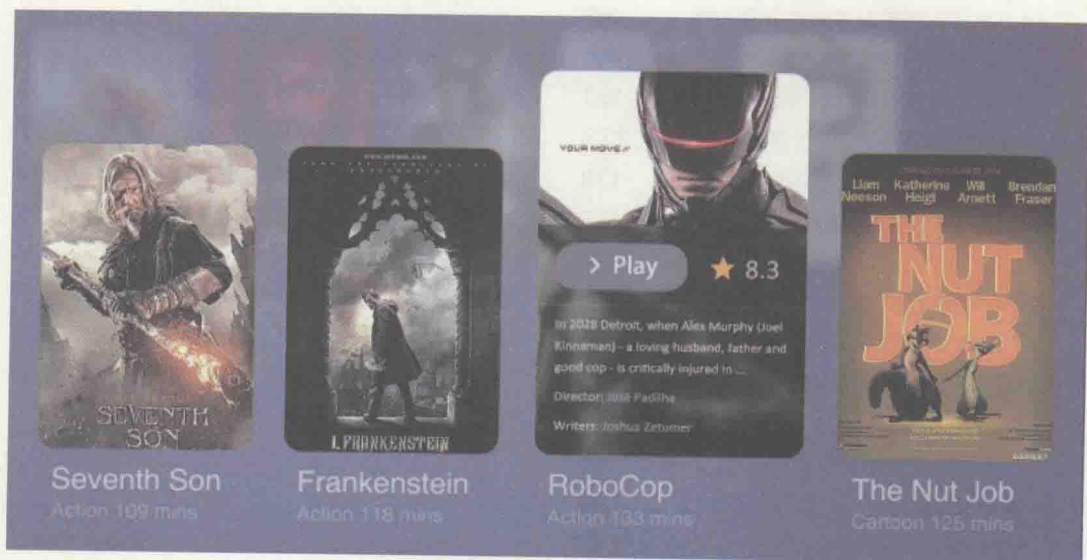 SEVENTH
SON
Seventh Son
Action 109 mins
I, FRANKENSTEIN
Frankenstein
Action 118 mins
YOUR MOVE//
> Play
8.3
In 2028 Detroit, when Alex Murphy (Joel
Kinnaman) - a loving husband, father and
good cop - is critically injured in ...
Director: José Padilha
Writers: Joshua Zetumer
RoboCop
Action 133 mins
Liam Neeson
Katherine Heigl
Will Arnett
Brendan Fraser
THE
NUT
JOB
The Nut Job
Cartoon 125 mins